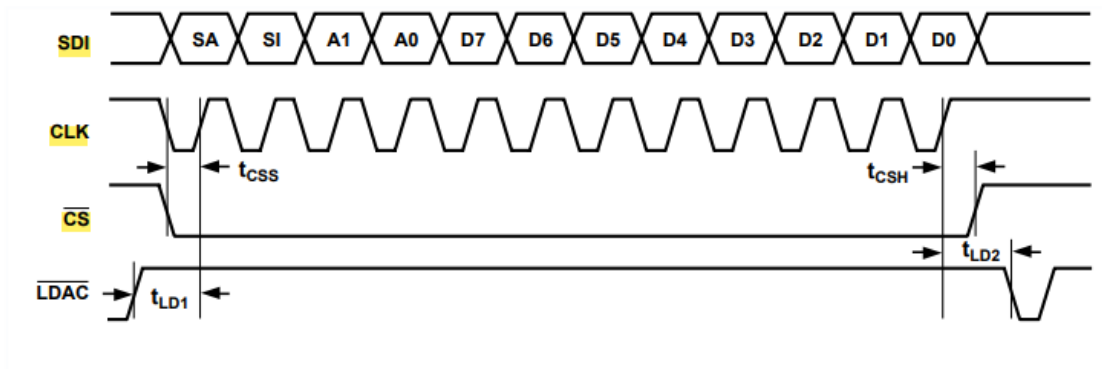 SDI SA SI A1 A0 D7 D6 D5 D4 D3 D2 D1 D0
CLK
tCSS tCSH
CS
tLD2
LDAC tLD1